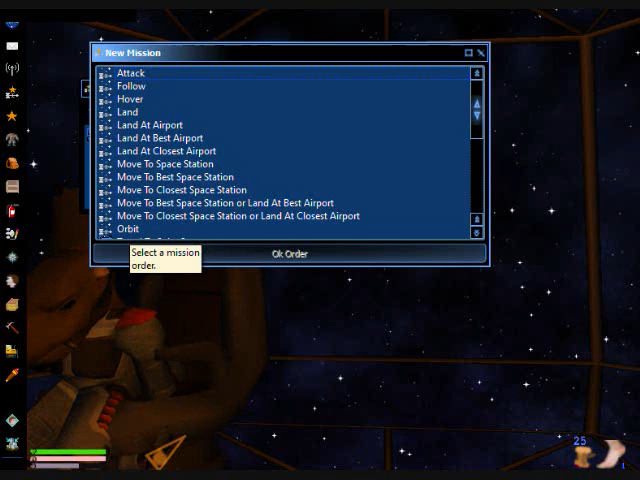 New Mission
Attack
Follow
Hover
Land
Land At Airport
Land At Best Airport
Land At Closest Airport
Move To Space Station
Move To Best Space Station
Move To Closest Space Station
Move To Best Space Station or Land At Best Airport
Move To Closest Space Station or Land At Closest Airport
Orbit
Select a mission
order.
Ok Order
25